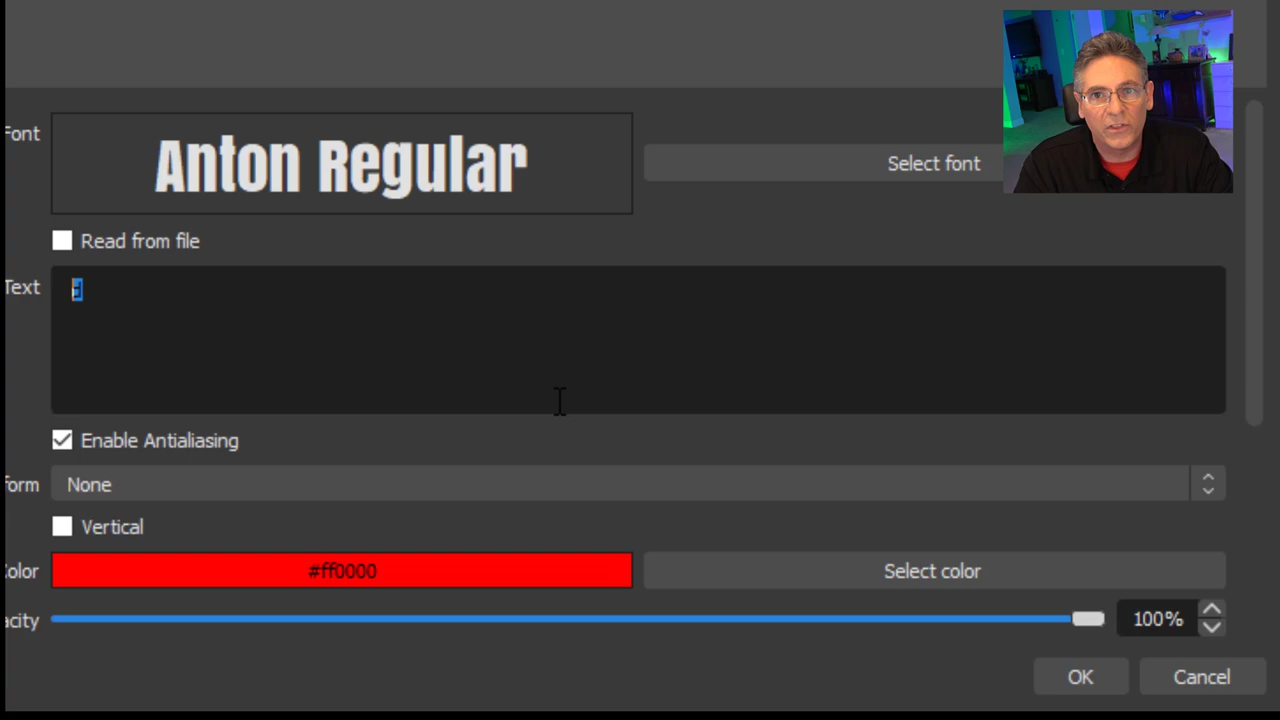 Font
Anton Regular
Select font
Read from file
Text
Enable Antialiasing
form
None
Vertical
olor
#ff0000
Select color
acity
100%
OK
Cancel